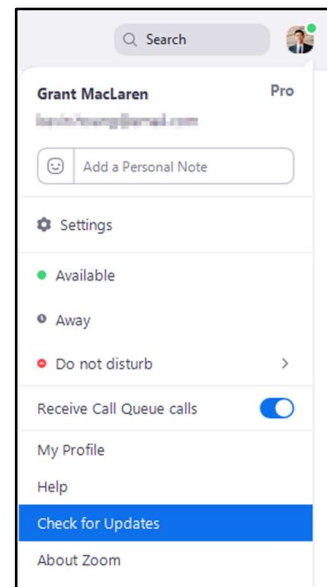 Search
Grant MacLaren Pro
Add a Personal Note
Settings
Available
Away
Do not disturb
Receive Call Queue calls
My Profile
Help
Check for Updates
About Zoom